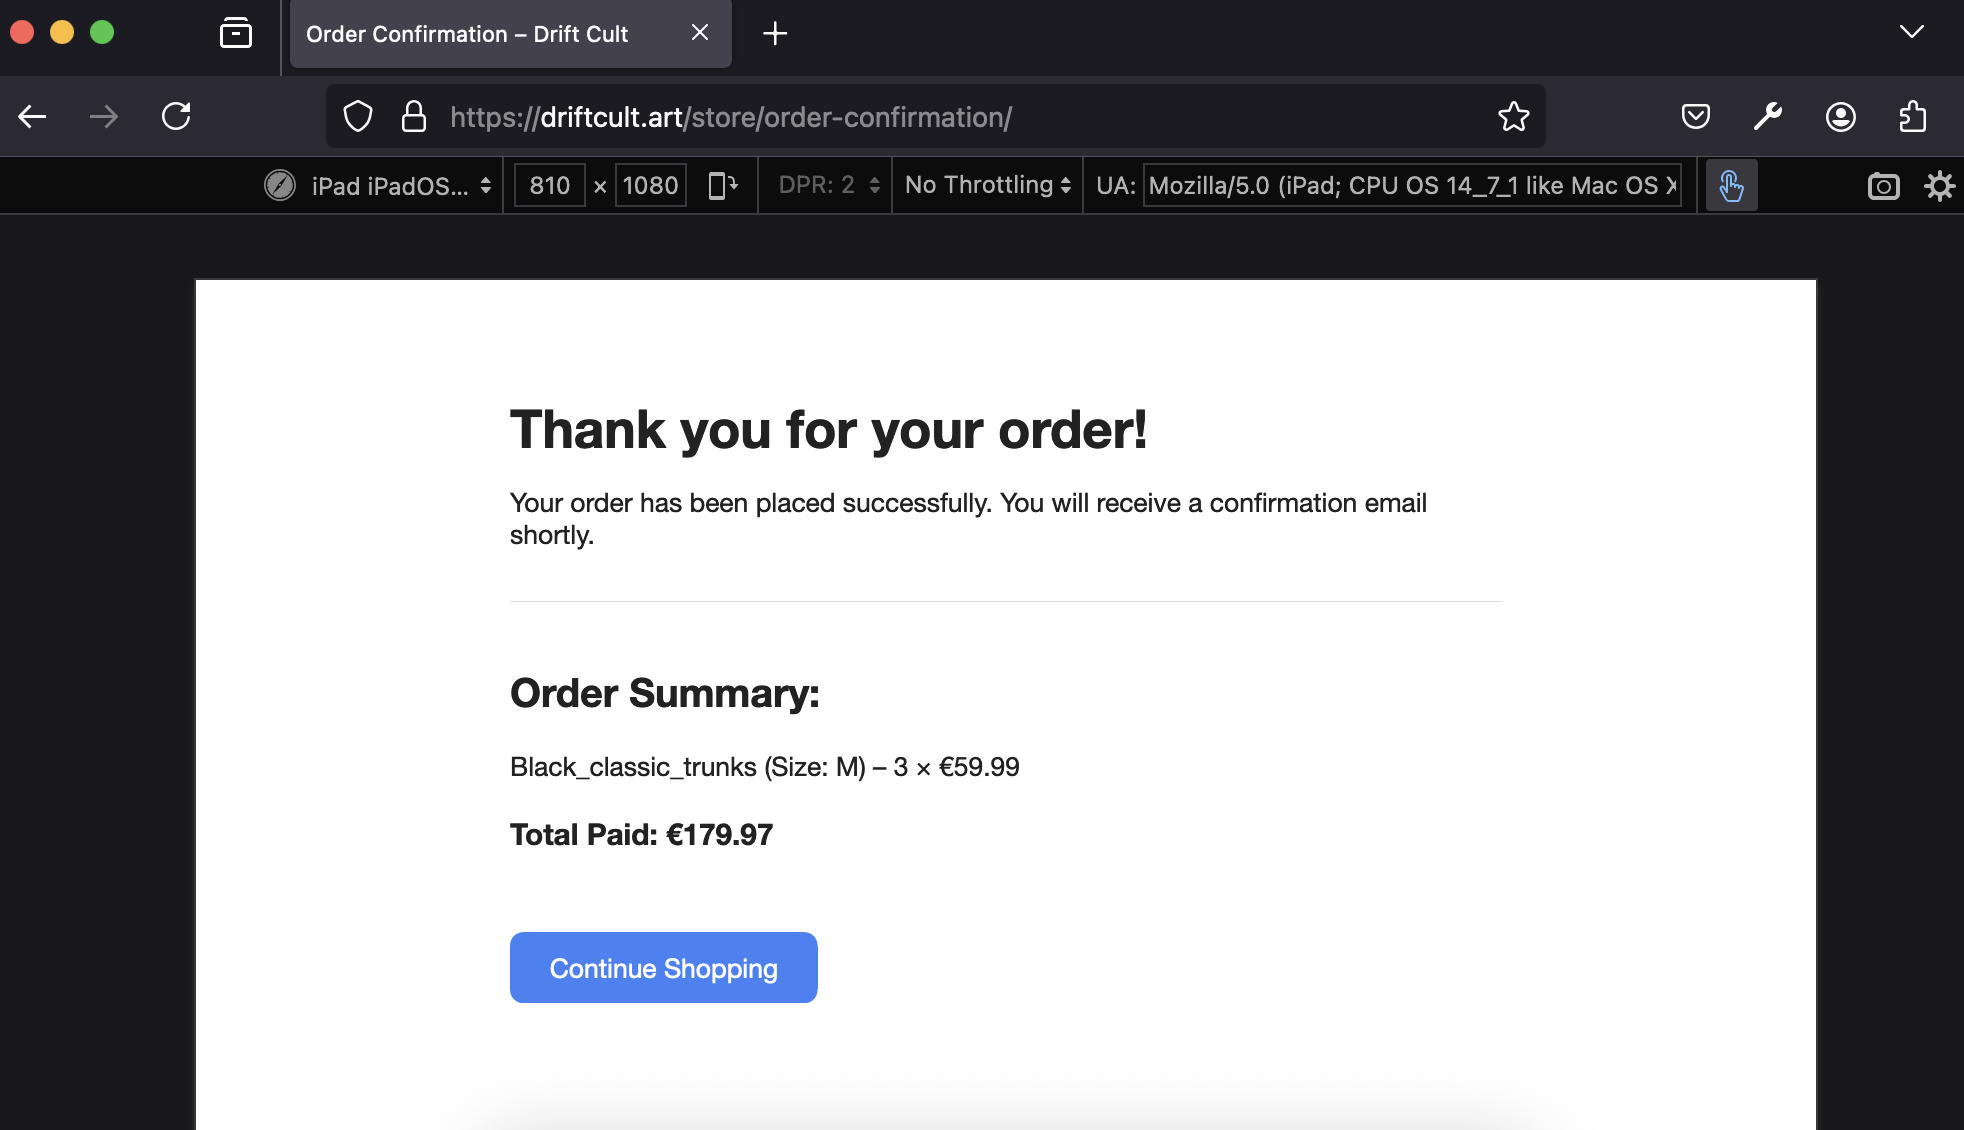 Order Confirmation – Drift Cult
https://driftcult.art/store/order-confirmation/
iPad iPadOS... 810 × 1080 DPR: 2 No Throttling UA: Mozilla/5.0 (iPad; CPU OS 14_7_1 like Mac OS X
Thank you for your order!
Your order has been placed successfully. You will receive a confirmation email
shortly.
Order Summary:
Black_classic_trunks (Size: M) – 3 × €59.99
Total Paid: €179.97
Continue Shopping